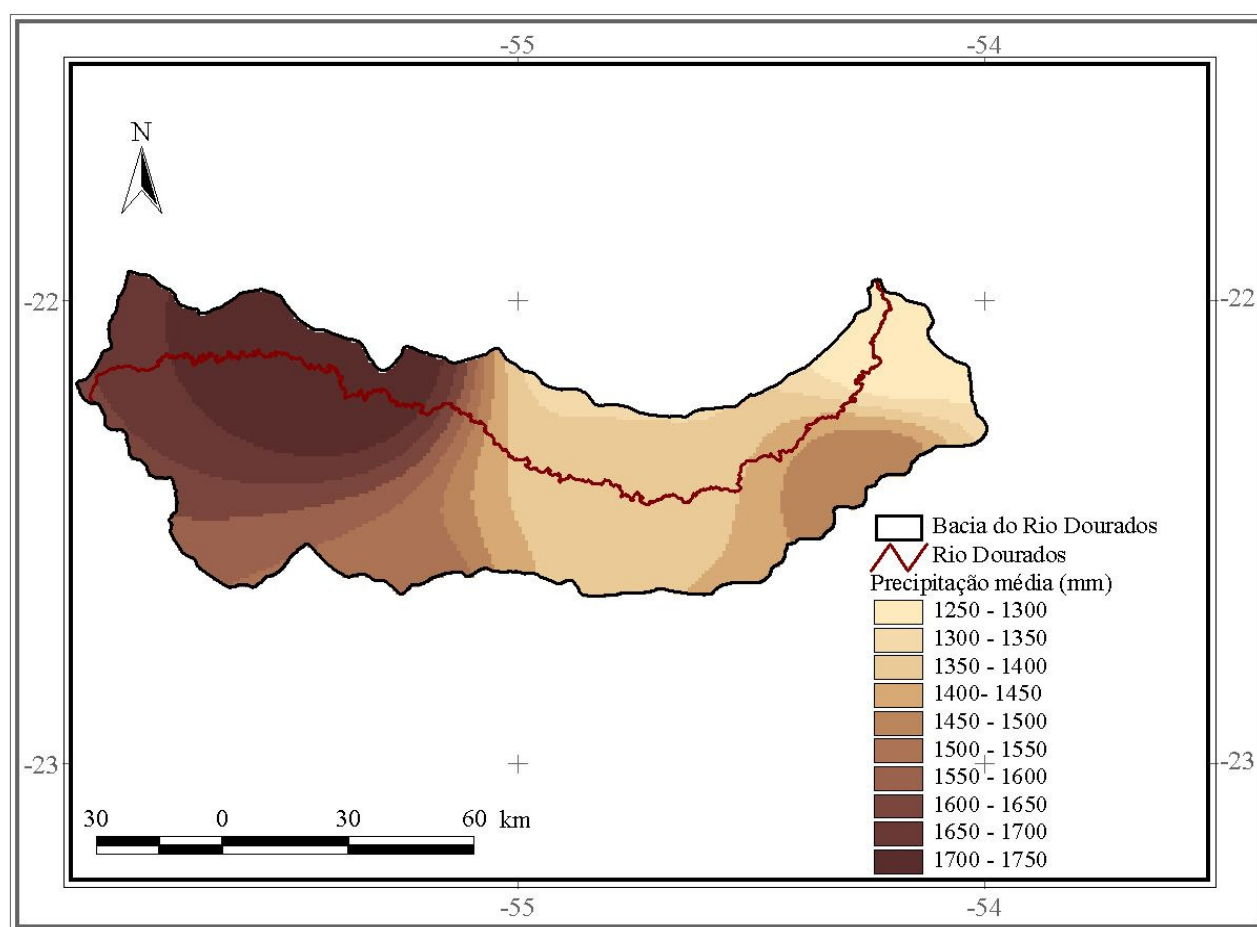 -55 -54
N
-22 -22
Bacia do Rio Dourados
Rio Dourados
Precipitação média (mm)
1250 - 1300
1300 - 1350
1350 - 1400
1400- 1450
1450 - 1500
1500 - 1550
1550 - 1600
1600 - 1650
1650 - 1700
1700 - 1750
-23 -23
30 0 30 60 km
-55 -54